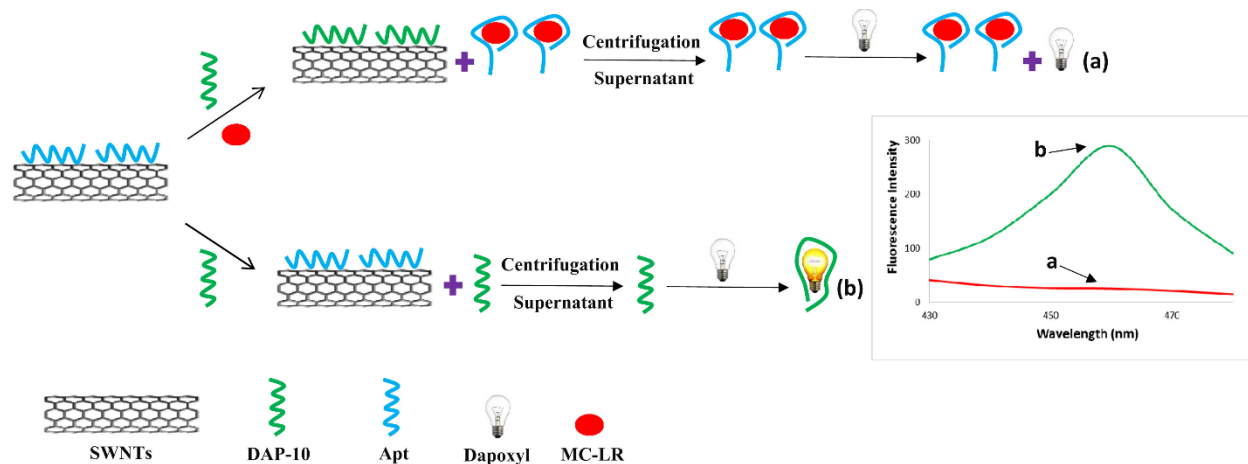 Centrifugation
Supernatant
(a)
Centrifugation
Supernatant
(b)
300
200
100
0
Fluorescence Intensity
b
a
430
450
47C
Wavelength (nm)
SWNTs
DAP-10
Apt
Dapoxyl
MC-LR